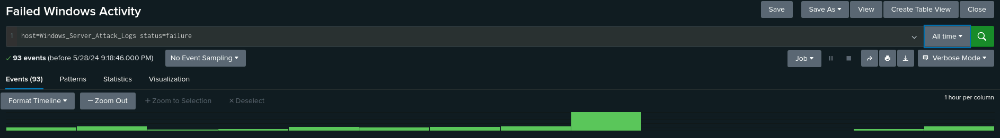 Failed Windows Activity
Save Save As View Create Table View Close
1 host=Windows_Server_Attack_Logs status=failure All time
93 events (before 5/28/24 9:18:46.000 PM) No Event Sampling Job Verbose Mode
Events (93) Patterns Statistics Visualization
Format Timeline — Zoom Out + Zoom to Selection × Deselect 1 hour per column